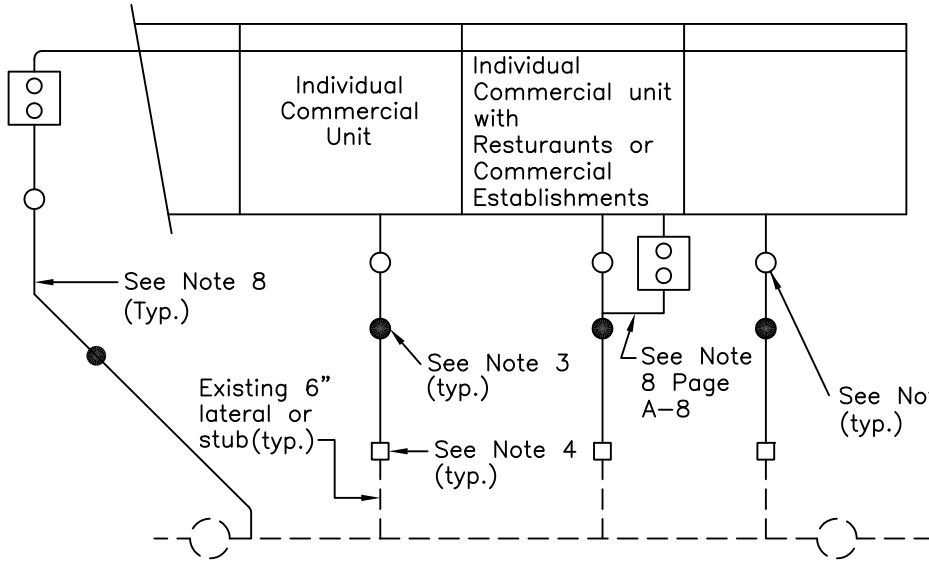 Individual
Commercial
Unit
Individual
Commercial unit
with
Resturaunts or
Commercial
Establishments
See Note 8
(Typ.)
See Note 3
(typ.)
See Note
8 Page
A-8
See
(typ.)
Existing 6"
lateral or
stub(typ.)
See Note 4
(typ.)